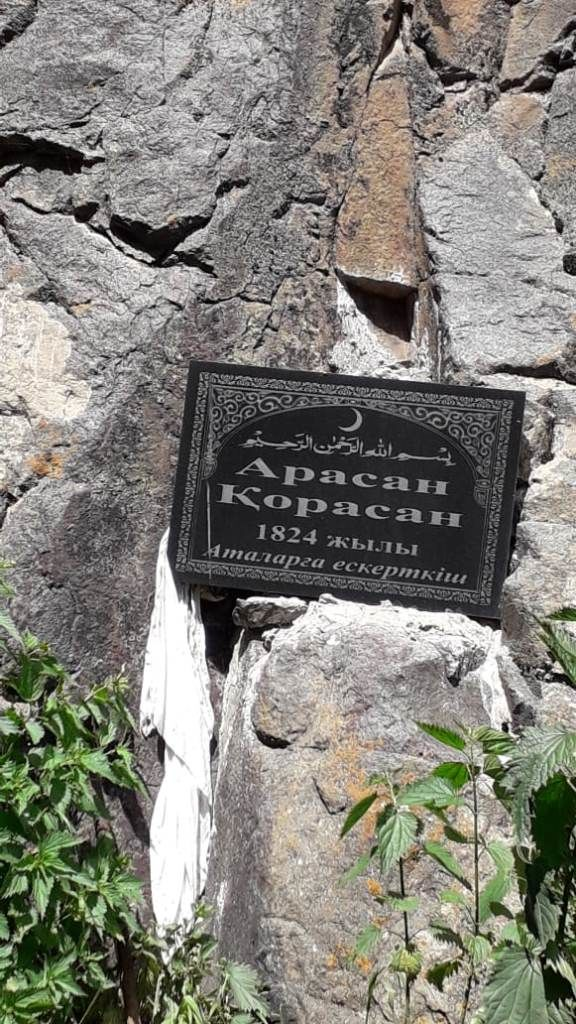 بسم الله الرحمن الرحيم
Арасан
Қорасан
1824 жылы
Аталарға ескерткіш